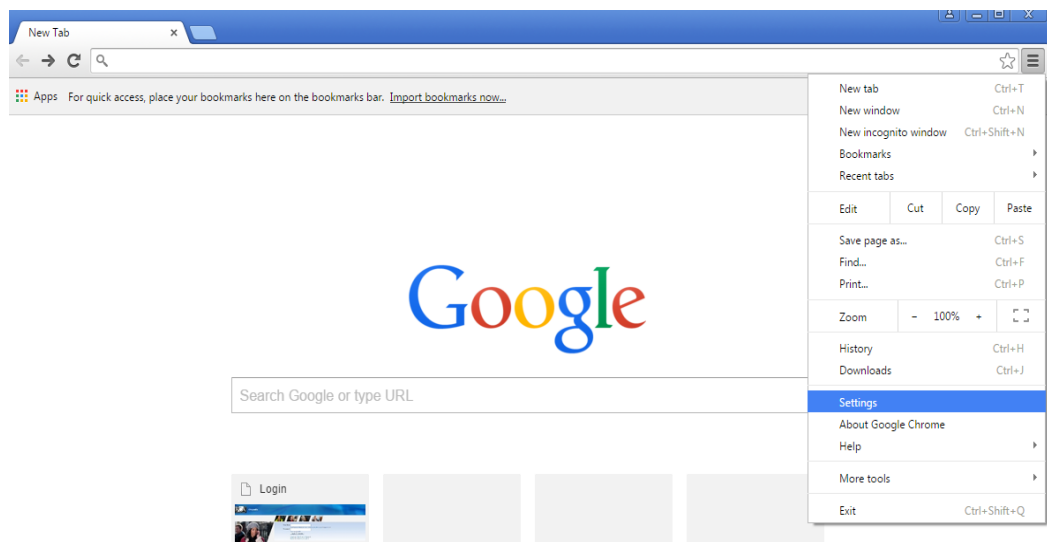 New Tab
Apps For quick access, place your bookmarks here on the bookmarks bar. Import bookmarks now...
New tab Ctrl+T
New window Ctrl+N
New incognito window Ctrl+Shift+N
Bookmarks
Recent tabs
Edit Cut Copy Paste
Save page as... Ctrl+S
Find... Ctrl+F
Print... Ctrl+P
Zoom - 100% +
History Ctrl+H
Downloads Ctrl+J
Settings
About Google Chrome
Help
More tools
Exit Ctrl+Shift+Q
Google
Search Google or type URL
Login